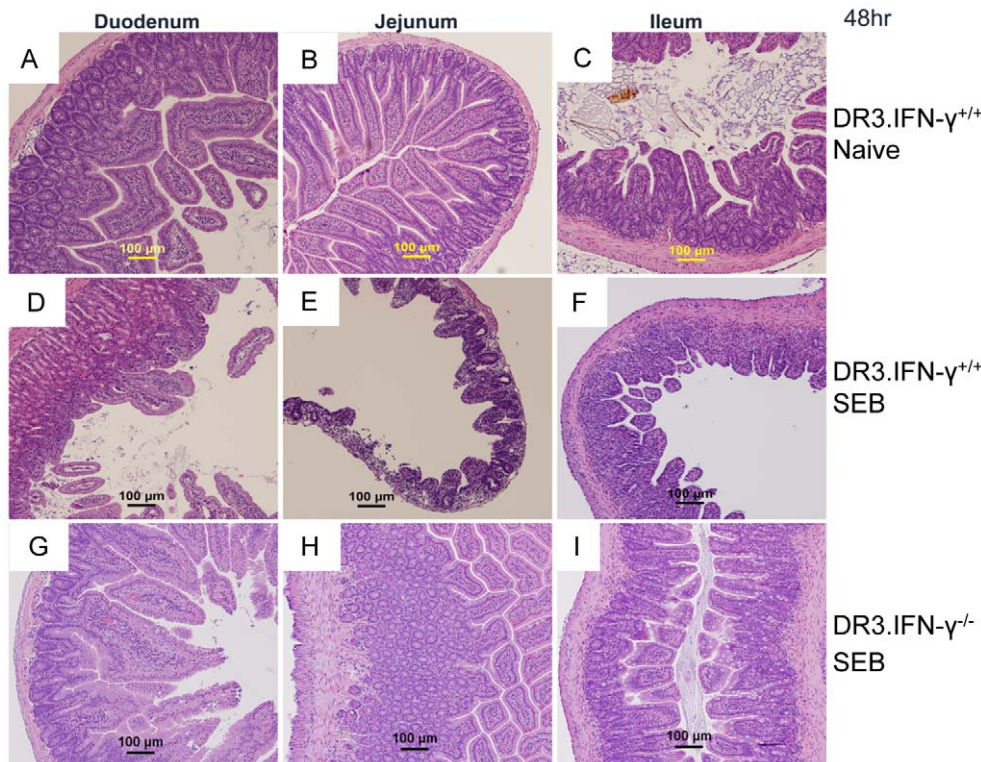 Duodenum Jejunum Ileum 48hr
A B C
100 µm 100 µm 100 µm
DR3.IFN-γ+/+
Naive
D E F
100 µm 100 µm 100 µm
DR3.IFN-γ+/+
SEB
G H I
100 µm 100 µm 100 µm
DR3.IFN-γ-/-
SEB